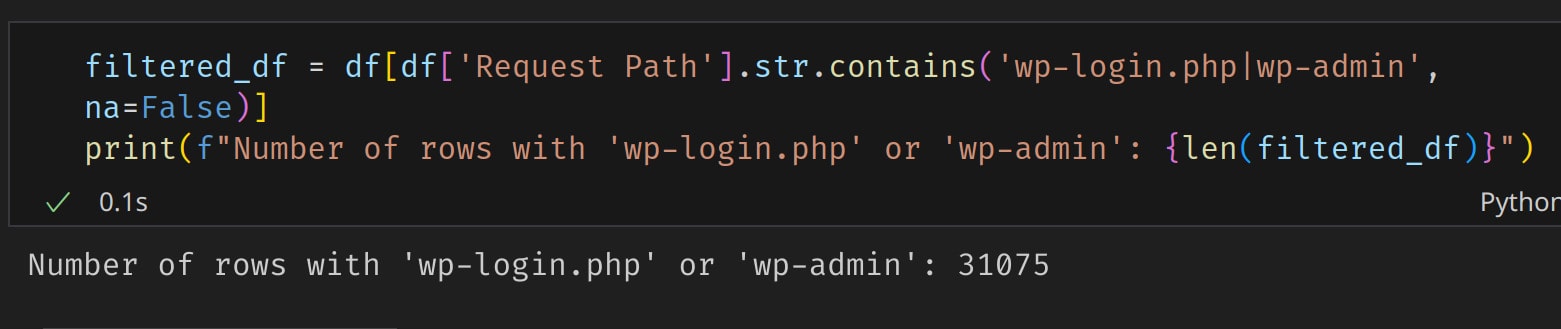 filtered_df = df[df['Request Path'].str.contains('wp-login.php|wp-admin',
na=False)]
print(f"Number of rows with 'wp-login.php' or 'wp-admin': {len(filtered_df)}")
0.1s
Python
Number of rows with 'wp-login.php' or 'wp-admin': 31075